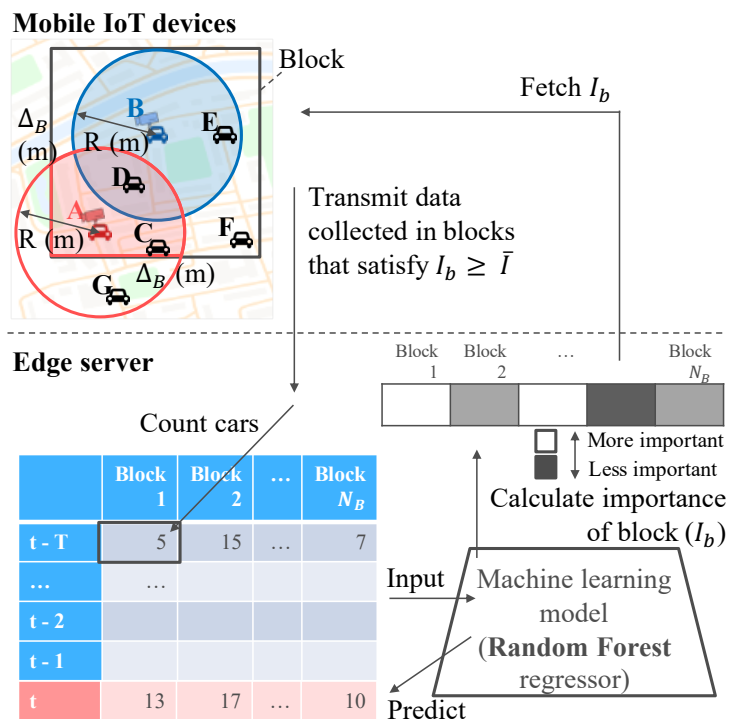 Mobile IoT devices
Block
Fetch I_b
B
E
Δ_B
(m)
R (m)
D
A
R (m)
C
F
Δ_B (m)
G
Transmit data
collected in blocks
that satisfy I_b ≥ Ī
Edge server
Block
1
Block
2
…
Block
N_B
Count cars
More important
Less important
Calculate importance
of block (I_b)
Block
1
Block
2
…
Block
N_B
t - T 5 15 … 7
… …
t - 2
t - 1
t 13 17 … 10
Input
Machine learning
model
(Random Forest
regressor)
Predict